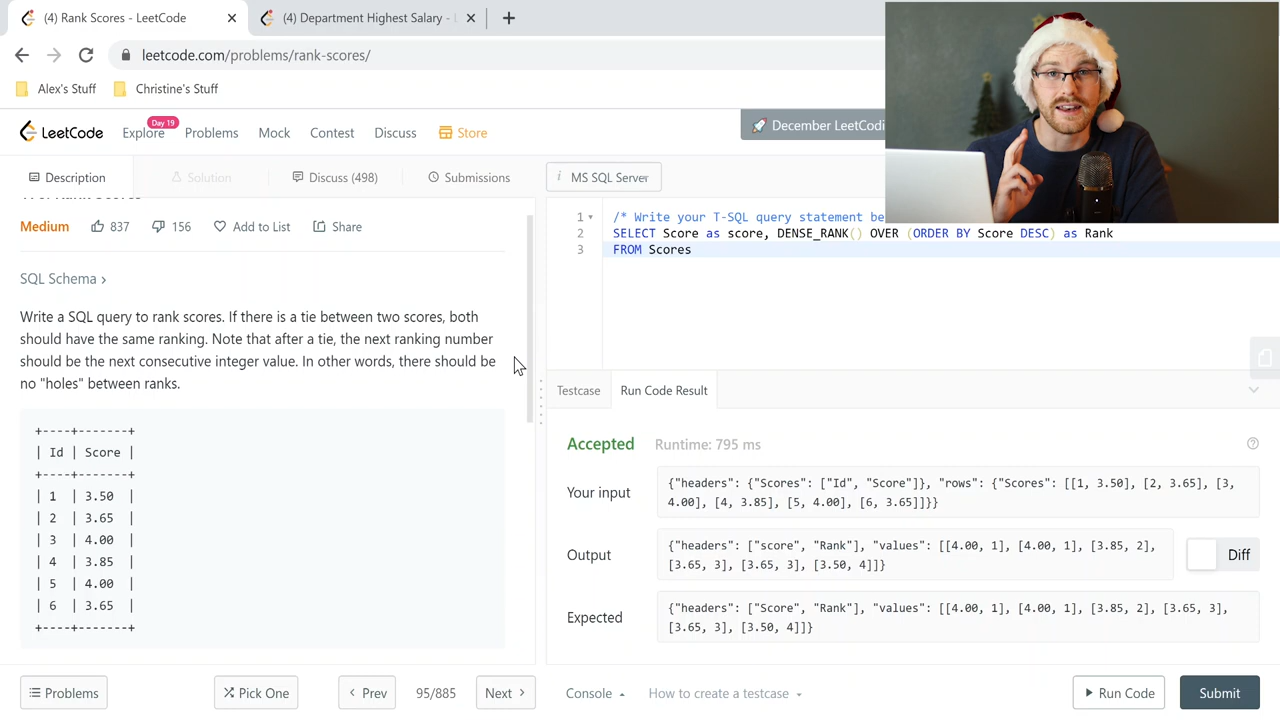 (4) Rank Scores - LeetCode
(4) Department Highest Salary -
leetcode.com/problems/rank-scores/
Alex's Stuff
Christine's Stuff
LeetCode
Explore
Day 19
Problems
Mock
Contest
Discuss
Store
December LeetCodi
Description
Solution
Discuss (498)
Submissions
i MS SQL Server
Medium
837
156
Add to List
Share
SQL Schema >
Write a SQL query to rank scores. If there is a tie between two scores, both
should have the same ranking. Note that after a tie, the next ranking number
should be the next consecutive integer value. In other words, there should be
no "holes" between ranks.
+----+-------+
| Id | Score |
+----+-------+
| 1 | 3.50 |
| 2 | 3.65 |
| 3 | 4.00 |
| 4 | 3.85 |
| 5 | 4.00 |
| 6 | 3.65 |
+----+-------+
1 /* Write your T-SQL query statement be
2 SELECT Score as score, DENSE_RANK() OVER (ORDER BY Score DESC) as Rank
3 FROM Scores
Testcase
Run Code Result
Accepted
Runtime: 795 ms
Your input
{"headers": {"Scores": ["Id", "Score"]}, "rows": {"Scores": [[1, 3.50], [2, 3.65], [3,
4.00], [4, 3.85], [5, 4.00], [6, 3.65]]}}
Output
{"headers": ["score", "Rank"], "values": [[4.00, 1], [4.00, 1], [3.85, 2],
[3.65, 3], [3.65, 3], [3.50, 4]]}
Diff
Expected
{"headers": ["Score", "Rank"], "values": [[4.00, 1], [4.00, 1], [3.85, 2], [3.65, 3],
[3.65, 3], [3.50, 4]]}
Problems
Pick One
< Prev
95/885
Next >
Console
How to create a testcase
Run Code
Submit